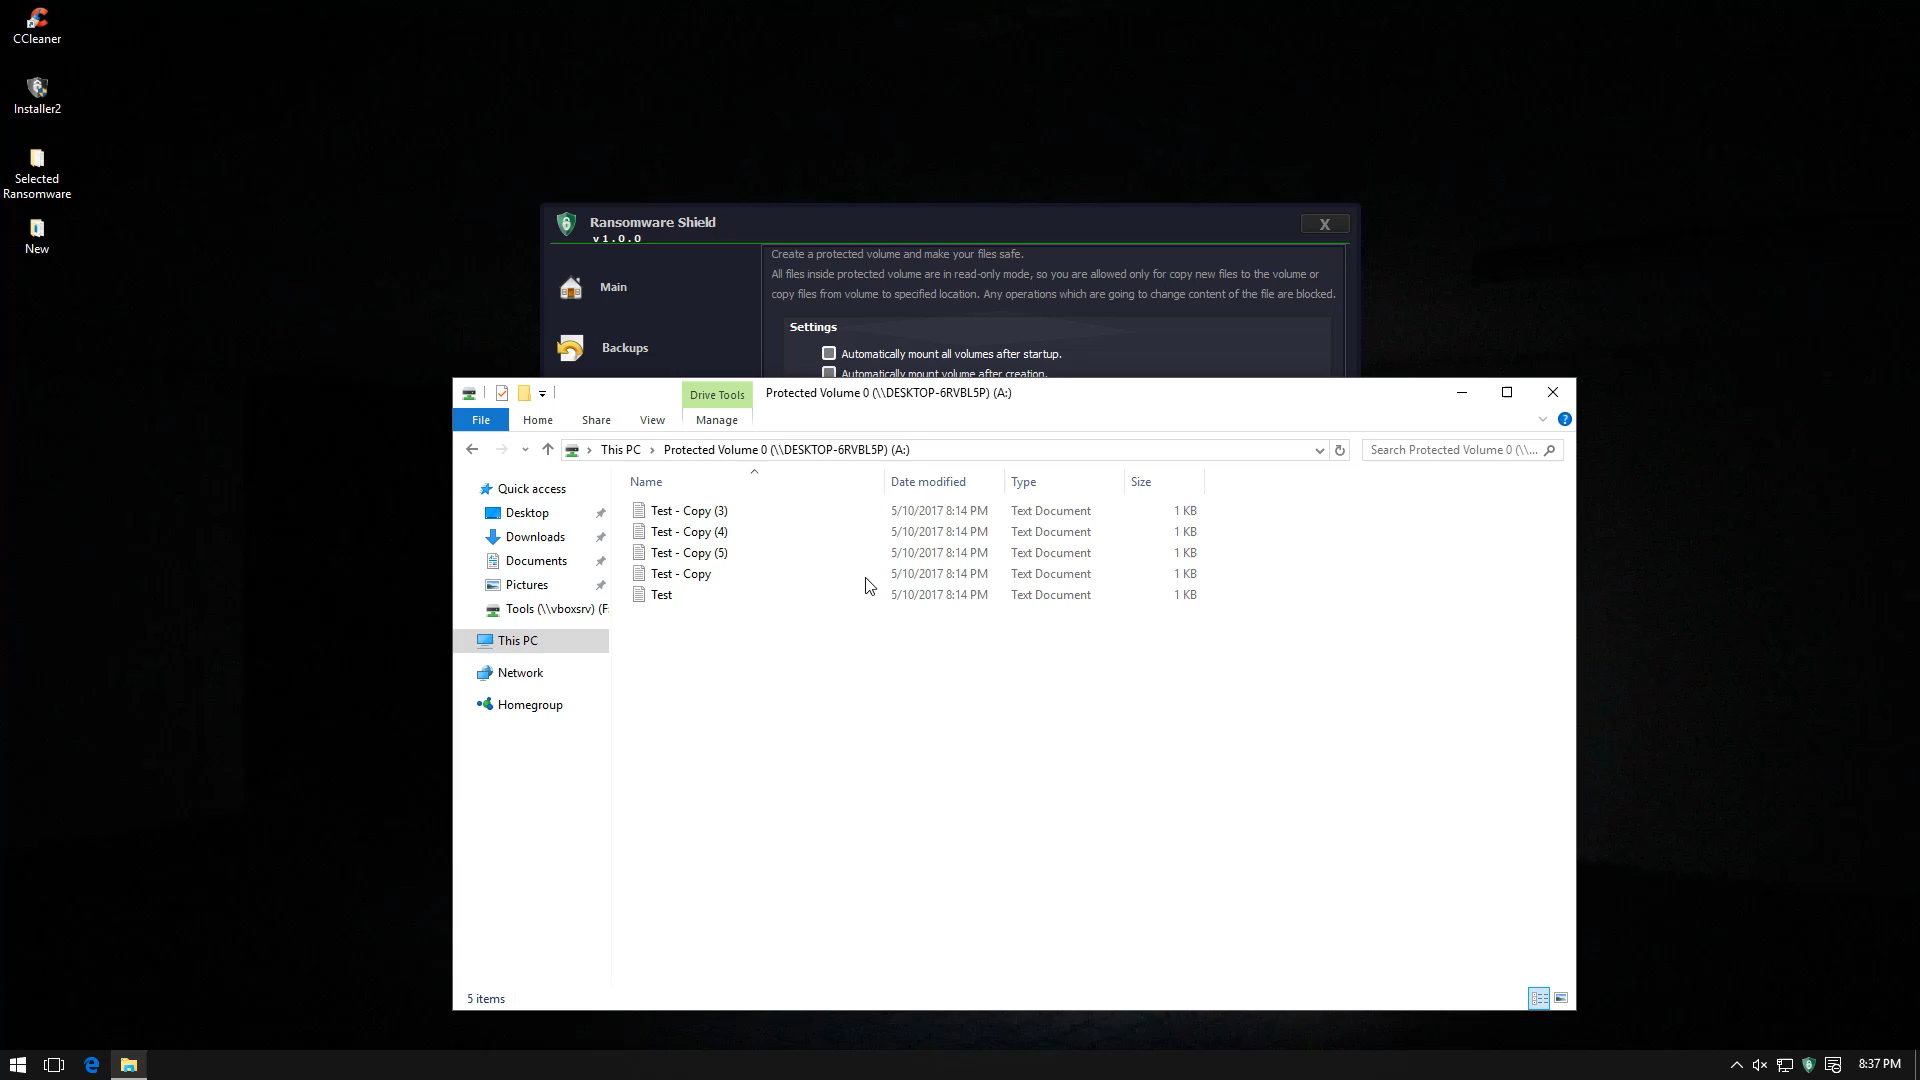 CCleaner
Installer2
Selected
Ransomware
New
Ransomware Shield
v1.0.0
X
Main
Backups
Create a protected volume and make your files safe.
All files inside protected volume are in read-only mode, so you are allowed only for copy new files to the volume or
copy files from volume to specified location. Any operations which are going to change content of the file are blocked.
Settings
Automatically mount all volumes after startup.
Automatically mount volume after creation.
Drive Tools
Protected Volume 0 (\\DESKTOP-6RVBL5P) (A:)
File Home Share View Manage
This PC > Protected Volume 0 (\\DESKTOP-6RVBL5P) (A:)
Search Protected Volume 0 (\\...
Quick access
Desktop
Downloads
Documents
Pictures
Tools (\\vboxsrv) (F:
This PC
Network
Homegroup
Name Date modified Type Size
Test - Copy (3) 5/10/2017 8:14 PM Text Document 1 KB
Test - Copy (4) 5/10/2017 8:14 PM Text Document 1 KB
Test - Copy (5) 5/10/2017 8:14 PM Text Document 1 KB
Test - Copy 5/10/2017 8:14 PM Text Document 1 KB
Test 5/10/2017 8:14 PM Text Document 1 KB
5 items
8:37 PM